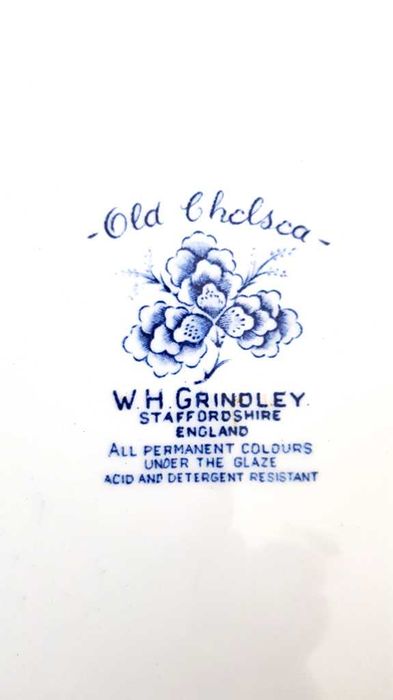 - Old Chelsea -
W.H. GRINDLEY.
STAFFORDSHIRE
ENGLAND
ALL PERMANENT COLOURS
UNDER THE GLAZE
ACID AND DETERGENT RESISTANT